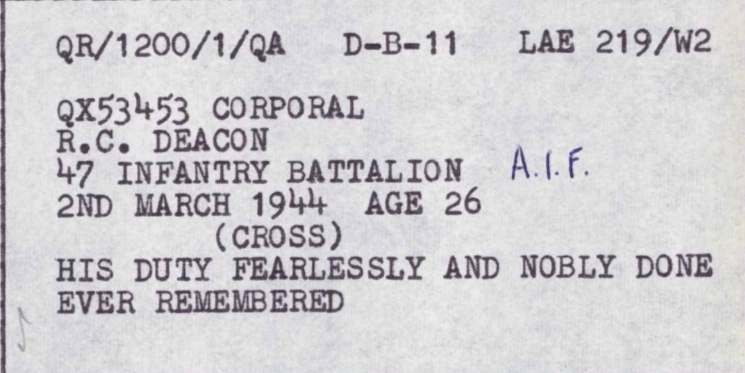 QR/1200/1/QA D-B-11 LAE 219/W2
QX53453 CORPORAL
R.C. DEACON
47 INFANTRY BATTALION A.I.F.
2ND MARCH 1944 AGE 26
(CROSS)
HIS DUTY FEARLESSLY AND NOBLY DONE
EVER REMEMBERED